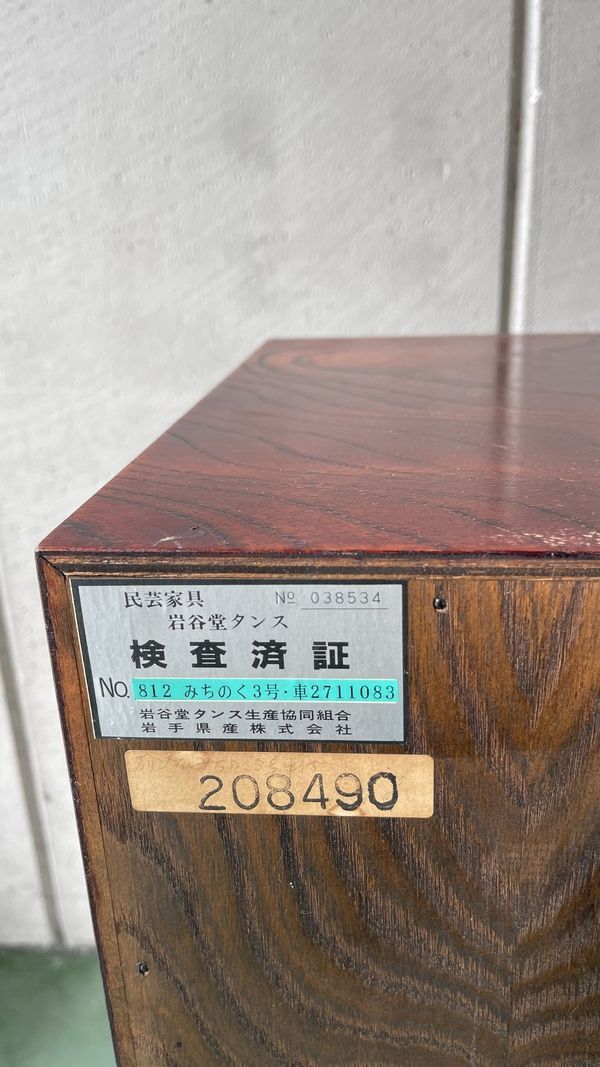 民芸家具 No 038534
岩谷堂タンス
検査済証
No. 812 みちのく3号・車2711083
岩谷堂タンス生産協同組合
岩手県産株式会社
208490